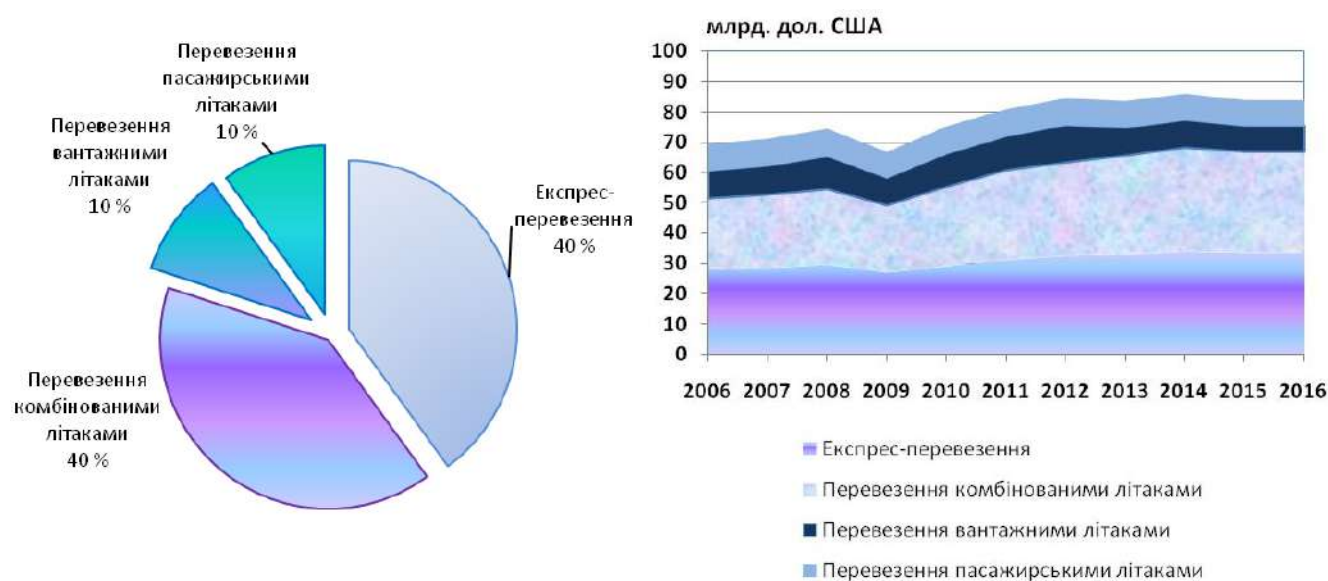 Перевезення
пасажирськими
літаками
10 %
Перевезення
вантажними
літаками
10 %
Експрес-
перевезення
40 %
Перевезення
комбінованими
літаками
40 %
млрд. дол. США
100
90
80
70
60
50
40
30
20
10
0
2006 2007 2008 2009 2010 2011 2012 2013 2014 2015 2016
Експрес-перевезення
Перевезення комбінованими літаками
Перевезення вантажними літаками
Перевезення пасажирськими літаками